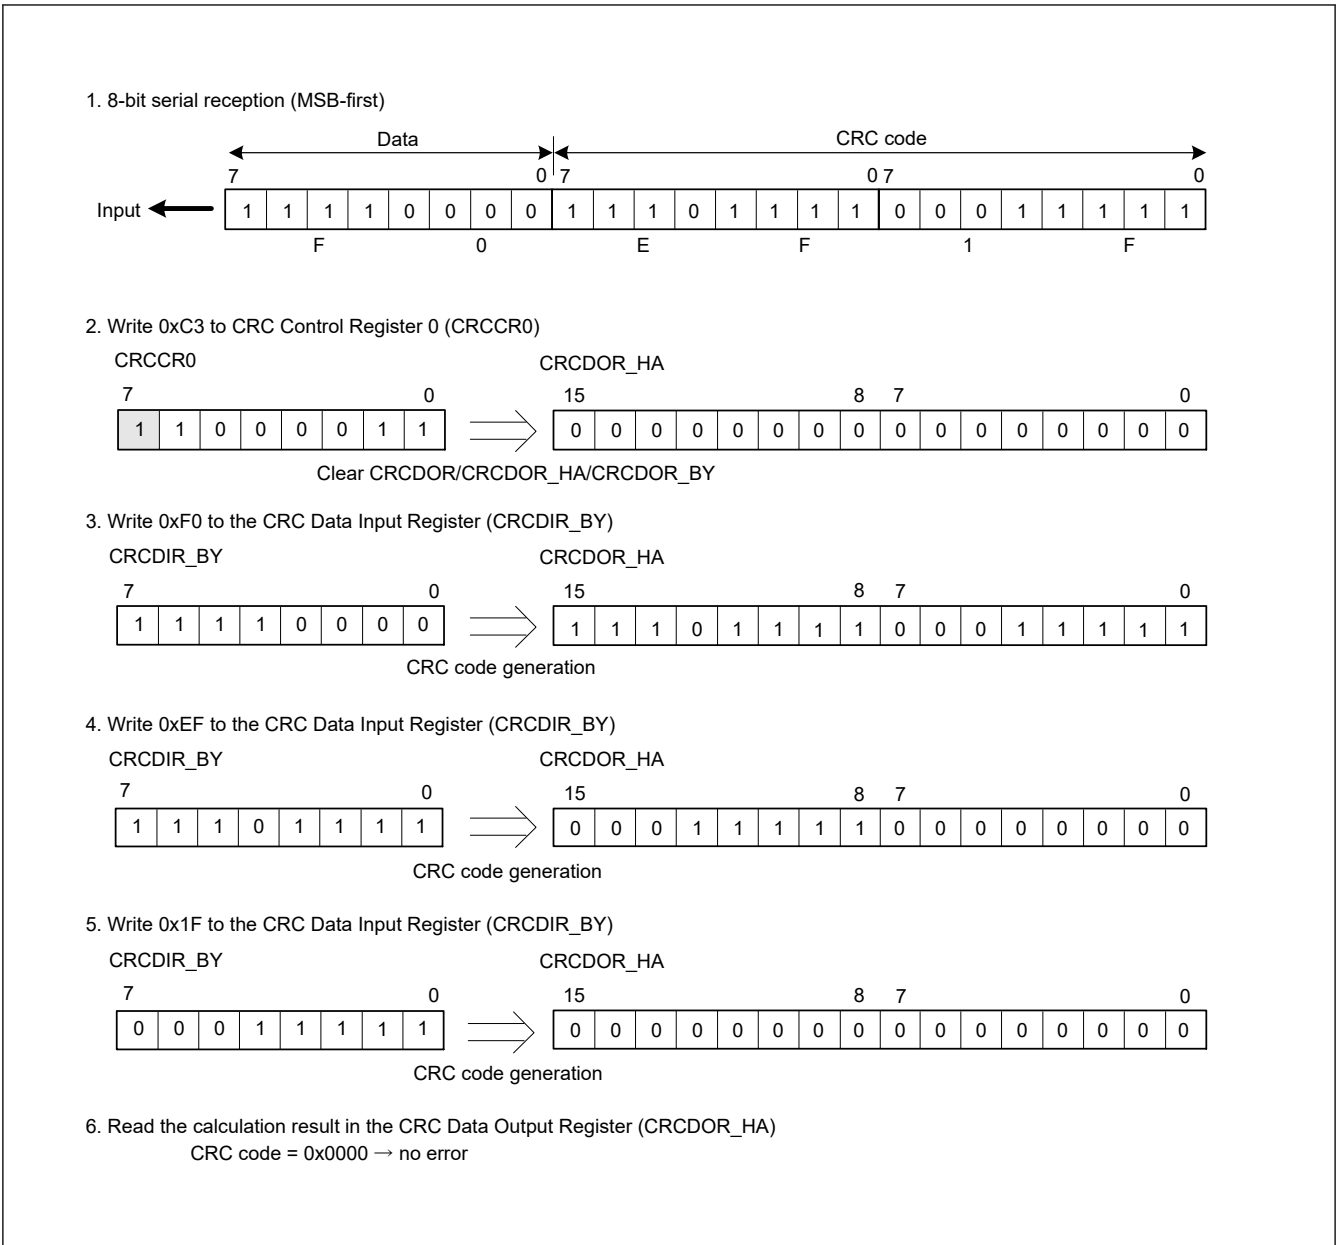 1. 8-bit serial reception (MSB-first)
Data CRC code
7 0 7 0 7 0
Input 1 1 1 1 0 0 0 0 1 1 1 0 1 1 1 1 0 0 0 1 1 1 1 1
F 0 E F 1 F
2. Write 0xC3 to CRC Control Register 0 (CRCCR0)
CRCCR0 CRCDOR_HA
7 0 15 8 7 0
1 1 0 0 0 0 1 1 0 0 0 0 0 0 0 0 0 0 0 0 0 0 0 0
Clear CRCDOR/CRCDOR_HA/CRCDOR_BY
3. Write 0xF0 to the CRC Data Input Register (CRCDIR_BY)
CRCDIR_BY CRCDOR_HA
7 0 15 8 7 0
1 1 1 1 0 0 0 0 1 1 1 0 1 1 1 1 0 0 0 1 1 1 1 1
CRC code generation
4. Write 0xEF to the CRC Data Input Register (CRCDIR_BY)
CRCDIR_BY CRCDOR_HA
7 0 15 8 7 0
1 1 1 0 1 1 1 1 0 0 0 1 1 1 1 1 0 0 0 0 0 0 0 0
CRC code generation
5. Write 0x1F to the CRC Data Input Register (CRCDIR_BY)
CRCDIR_BY CRCDOR_HA
7 0 15 8 7 0
0 0 0 1 1 1 1 1 0 0 0 0 0 0 0 0 0 0 0 0 0 0 0 0
CRC code generation
6. Read the calculation result in the CRC Data Output Register (CRCDOR_HA)
CRC code = 0x0000 → no error